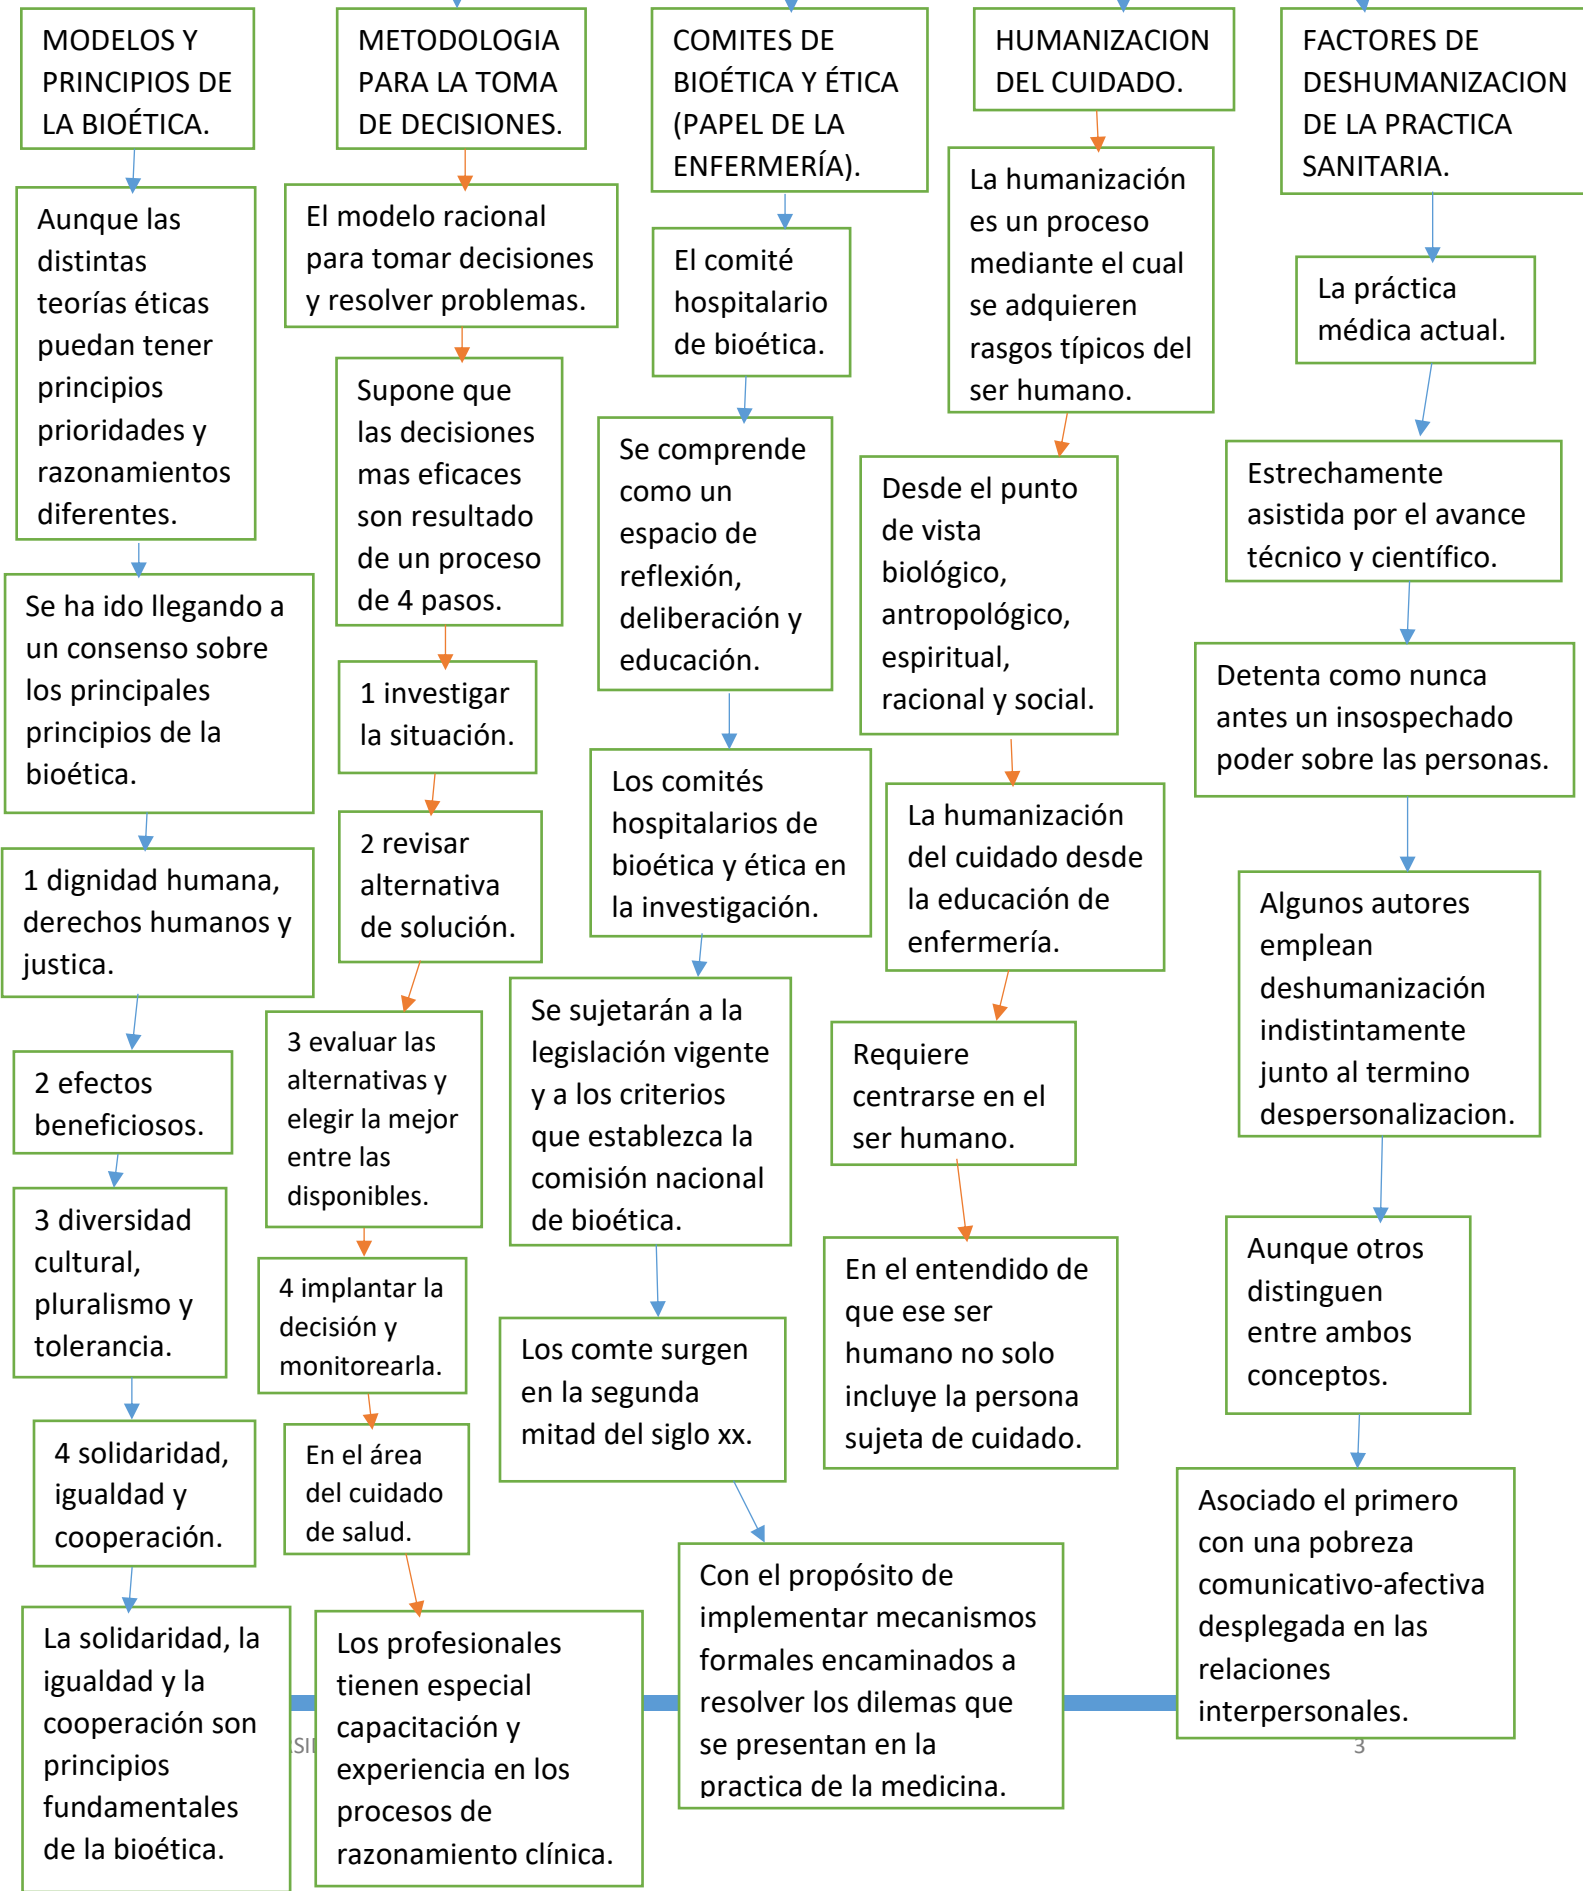 MODELOS Y
PRINCIPIOS DE
LA BIOÉTICA.
Aunque las
distintas
teorías éticas
puedan tener
principios
prioridades y
razonamientos
diferentes.
Se ha ido llegando a
un consenso sobre
los principales
principios de la
bioética.
1 dignidad humana,
derechos humanos y
justica.
2 efectos
beneficiosos.
3 diversidad
cultural,
pluralismo y
tolerancia.
4 solidaridad,
igualdad y
cooperación.
La solidaridad, la
igualdad y la
cooperación son
principios
fundamentales
de la bioética.
METODOLOGIA
PARA LA TOMA
DE DECISIONES.
El modelo racional
para tomar decisiones
y resolver problemas.
Supone que
las decisiones
mas eficaces
son resultado
de un proceso
de 4 pasos.
1 investigar
la situación.
2 revisar
alternativa
de solución.
3 evaluar las
alternativas y
elegir la mejor
entre las
disponibles.
4 implantar la
decisión y
monitorearla.
En el área
del cuidado
de salud.
Los profesionales
tienen especial
capacitación y
experiencia en los
procesos de
razonamiento clínica.
COMITES DE
BIOÉTICA Y ÉTICA
(PAPEL DE LA
ENFERMERÍA).
El comité
hospitalario
de bioética.
Se comprende
como un
espacio de
reflexión,
deliberación y
educación.
Los comités
hospitalarios de
bioética y ética en
la investigación.
Se sujetarán a la
legislación vigente
y a los criterios
que establezca la
comisión nacional
de bioética.
Los comte surgen
en la segunda
mitad del siglo xx.
Con el propósito de
implementar mecanismos
formales encaminados a
resolver los dilemas que
se presentan en la
practica de la medicina.
HUMANIZACION
DEL CUIDADO.
La humanización
es un proceso
mediante el cual
se adquieren
rasgos típicos del
ser humano.
Desde el punto
de vista
biológico,
antropológico,
espiritual,
racional y social.
La humanización
del cuidado desde
la educación de
enfermería.
Requiere
centrarse en el
ser humano.
En el entendido de
que ese ser
humano no solo
incluye la persona
sujeta de cuidado.
FACTORES DE
DESHUMANIZACION
DE LA PRACTICA
SANITARIA.
La práctica
médica actual.
Estrechamente
asistida por el avance
técnico y científico.
Detenta como nunca
antes un insospechado
poder sobre las personas.
Algunos autores
emplean
deshumanización
indistintamente
junto al termino
despersonalizacion.
Aunque otros
distinguen
entre ambos
conceptos.
Asociado el primero
con una pobreza
comunicativo-afectiva
desplegada en las
relaciones
interpersonales.
3